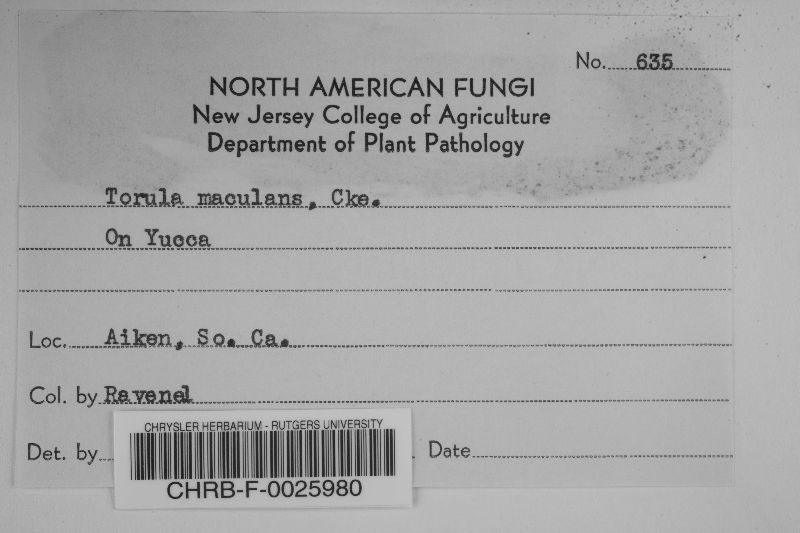 No. 635
NORTH AMERICAN FUNGI
New Jersey College of Agriculture
Department of Plant Pathology
Torula maculans, Cke.
On Yucca
Loc. Aiken, So. Ca.
Col. by Ravenel
Det. by
Date
CHRYSLER HERBARIUM - RUTGERS UNIVERSITY
CHRB-F-0025980